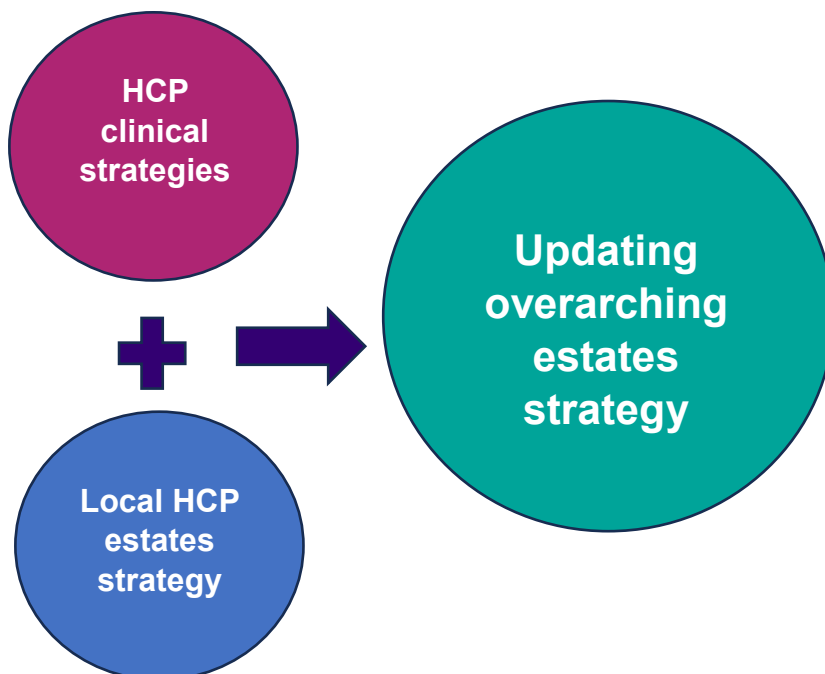 HCP
clinical
strategies
Updating
overarching
estates
strategy
Local HCP
estates
strategy